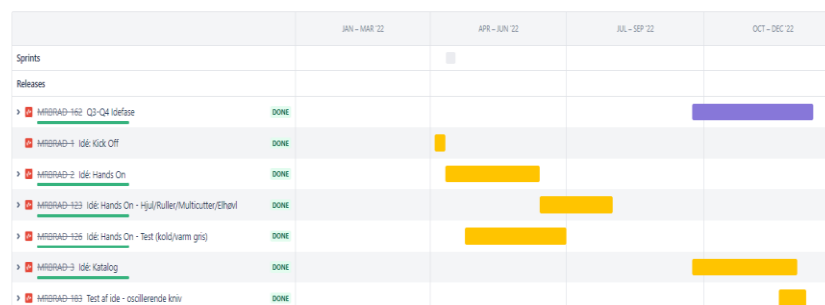 JAN – MAR '22 APR – JUN '22 JUL – SEP '22 OCT – DEC '22
Sprints
Releases
MRBRAD-162 Q3-Q4 Idefase DONE
MRBRAD-1 Idé: Kick Off DONE
MRBRAD-2 Idé: Hands On DONE
MRBRAD-123 Idé: Hands On - Hjul/Ruller/Multicutter/Elhøvl DONE
MRBRAD-126 Idé: Hands On - Test (kold/varm gris) DONE
MRBRAD-3 Idé: Katalog DONE
MRBRAD-183 Test af ide - oscillerende kniv DONE